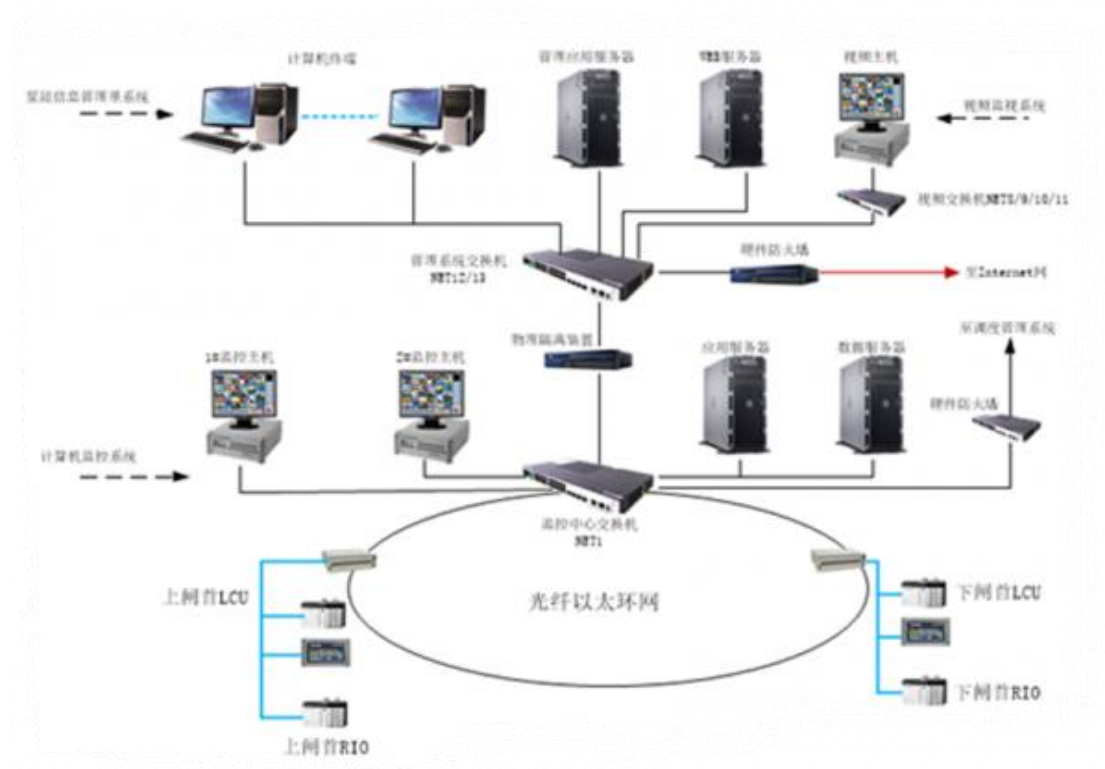 计算机终端
管理应用服务器
WEB服务器
视频主机
泵站信息管理系统
视频监视系统
视频交换机NET8/9/10/11
管理系统交换机
NET12/13
硬件防火墙
至Internet网
物理隔离装置
至调度管理系统
1#监控主机
2#监控主机
应用服务器
数据服务器
硬件防火墙
计算机监控系统
监控中心交换机
NET1
上闸首LCU
光纤以太环网
下闸首LCU
下闸首RIO
上闸首RIO